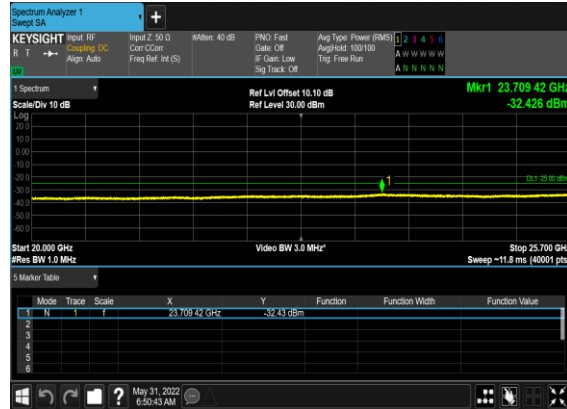 Spectrum Analyzer 1
Swept SA
+
KEYSIGHT Input: RF Input Z: 50 Ω #Atten: 40 dB PNO: Fast Avg Type: Power (RMS) 1 2 3 4 5 6
R T Coupling: DC Corr CCorr Gate: Off Avg|Hold: 100/100 A W W W W W
Align: Auto Freq Ref: Int (S) IF Gain: Low Trig: Free Run
Sig Track: Off A N N N N N
1 Spectrum Ref Lvl Offset 10.10 dB Mkr1 23.709 42 GHz
Scale/Div 10 dB Ref Level 30.00 dBm -32.426 dBm
Log
20.0
10.0
0.00
-10.0
1
-20.0 DL1 -25.00 dBm
-30.0
-40.0
-50.0
-60.0
Start 20.000 GHz Video BW 3.0 MHz* Stop 25.700 GHz
#Res BW 1.0 MHz Sweep ~11.8 ms (40001 pts)
5 Marker Table
Mode Trace Scale X Y Function Function Width Function Value
1 N 1 f 23.709 42 GHz -32.43 dBm
2
3
4
5
6
? May 31, 2022
6:50:43 AM